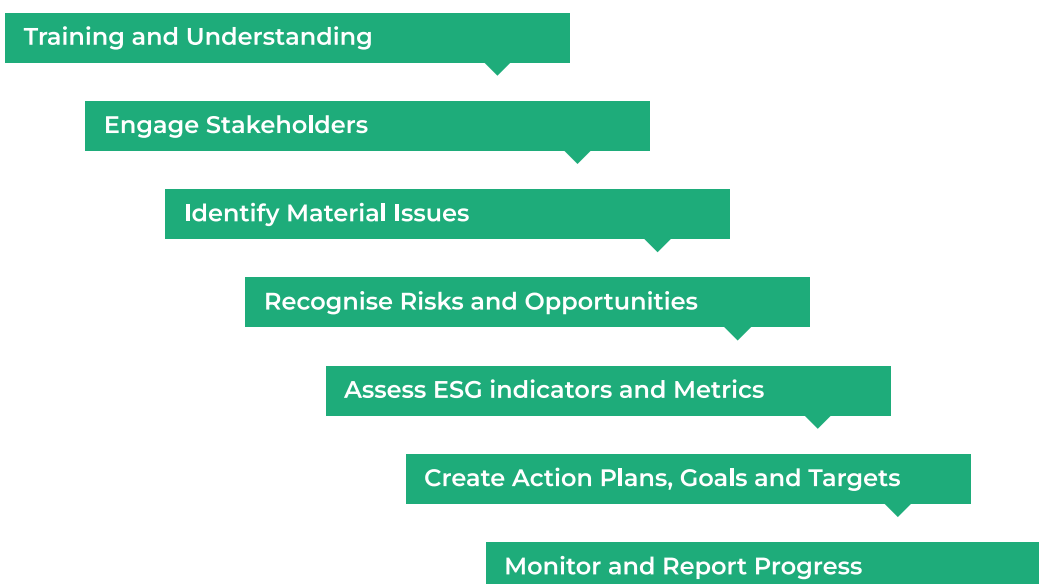 Training and Understanding
Engage Stakeholders
Identify Material Issues
Recognise Risks and Opportunities
Assess ESG indicators and Metrics
Create Action Plans, Goals and Targets
Monitor and Report Progress